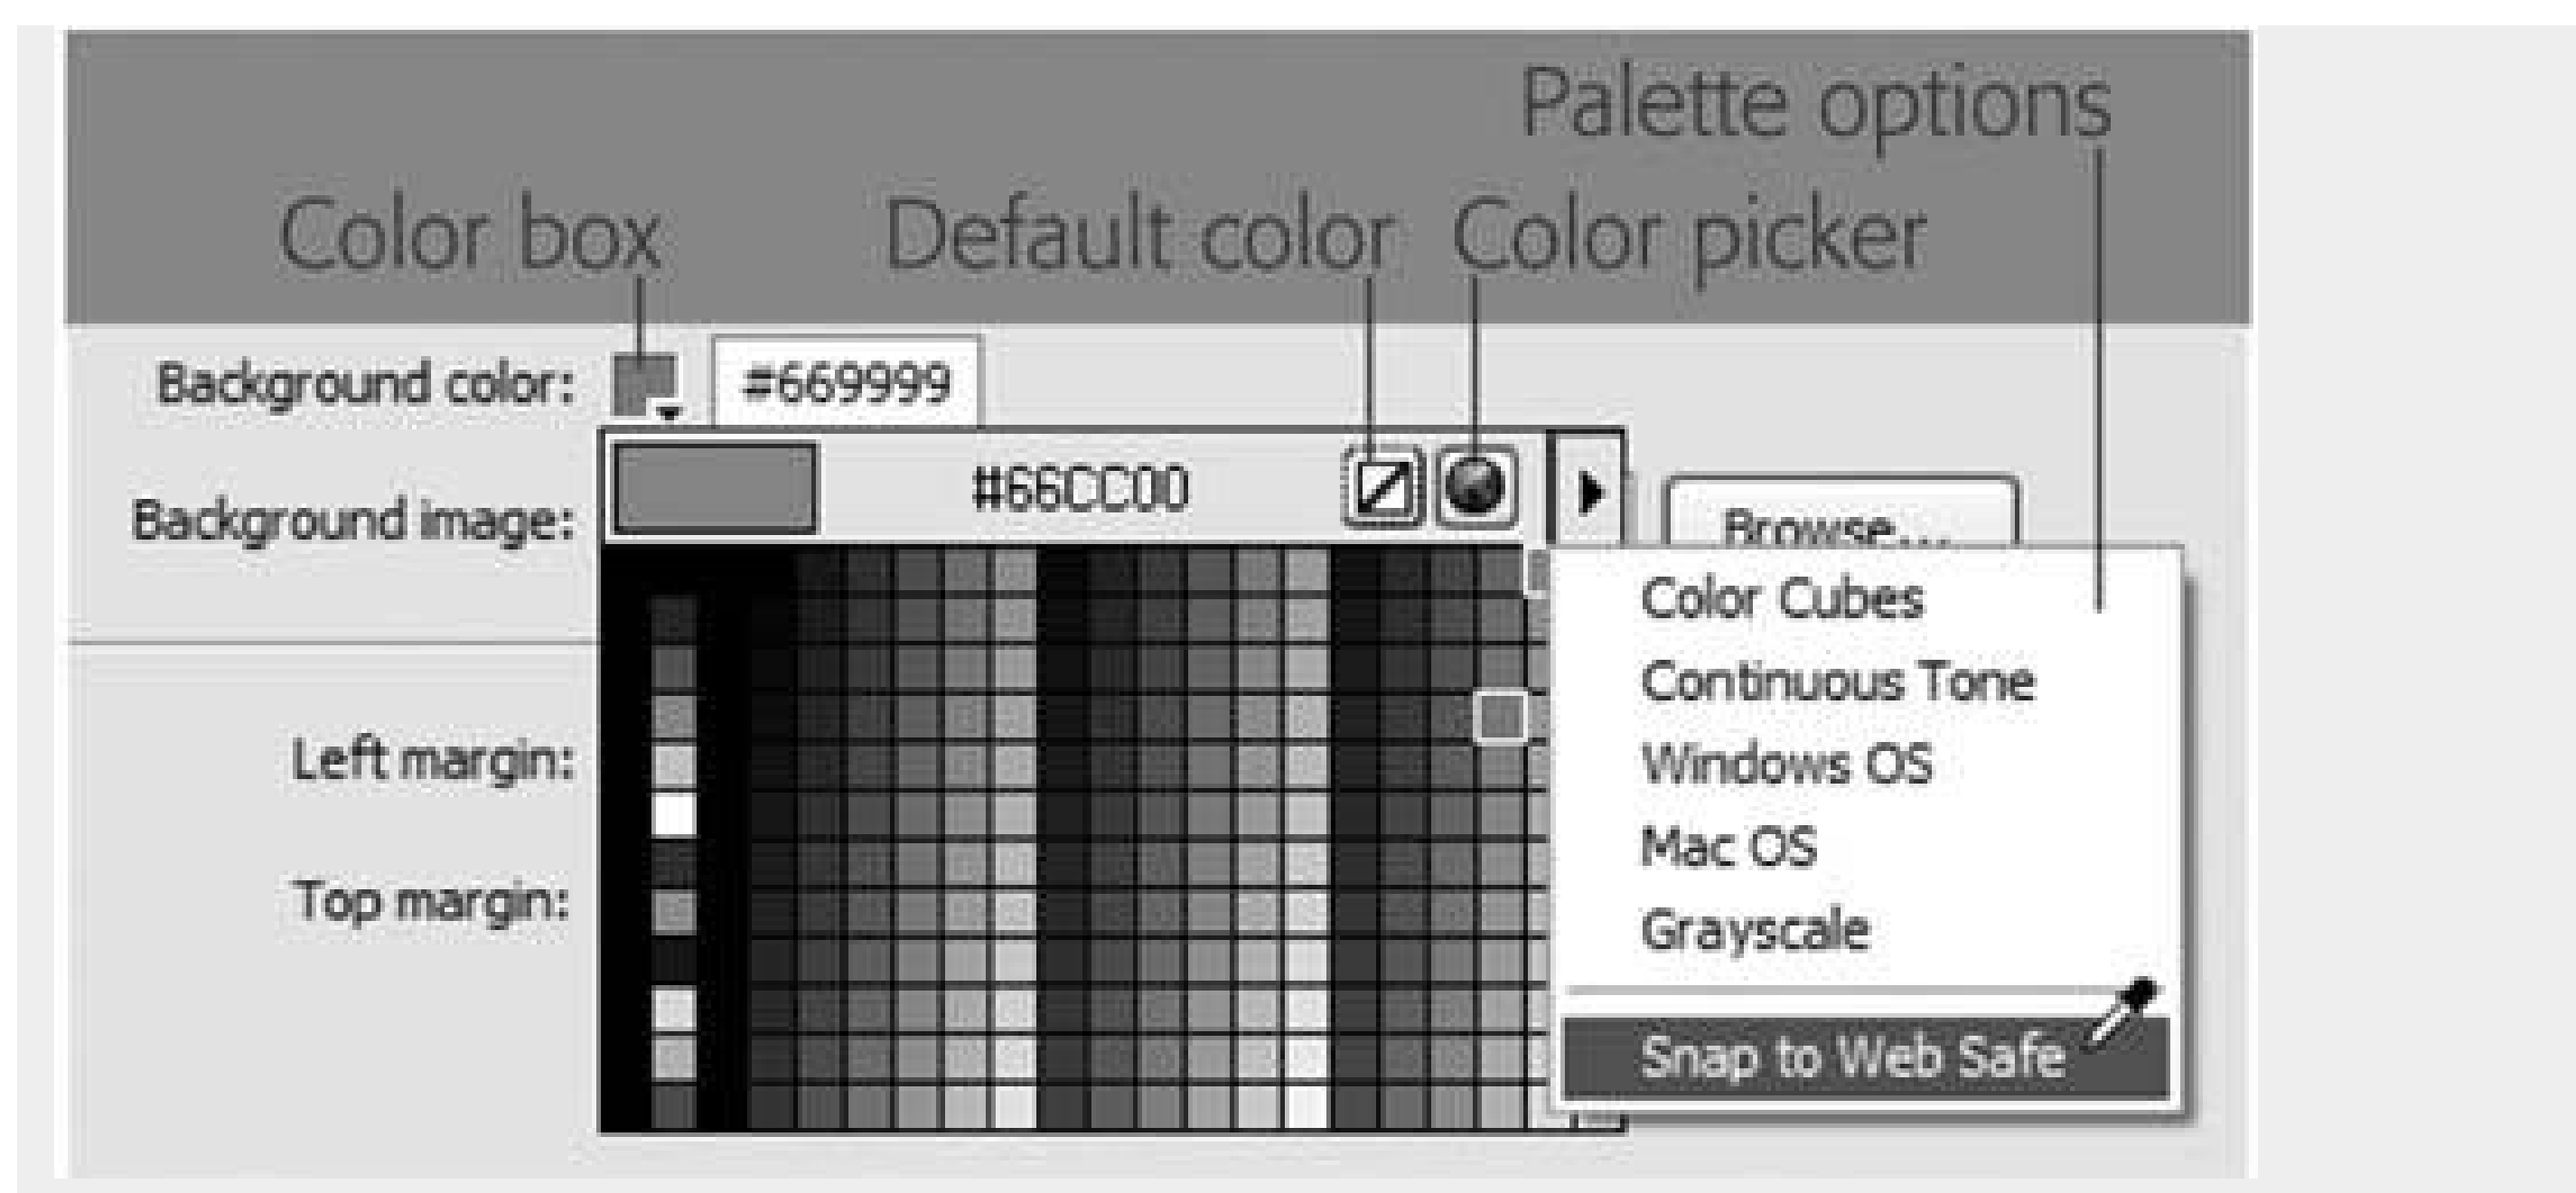 Palette options
Color box Default color Color picker
Background color: #669999
#66CC00
Background image: Browse...
Color Cubes
Continuous Tone
Left margin: Windows OS
Mac OS
Top margin: Grayscale
Snap to Web Safe